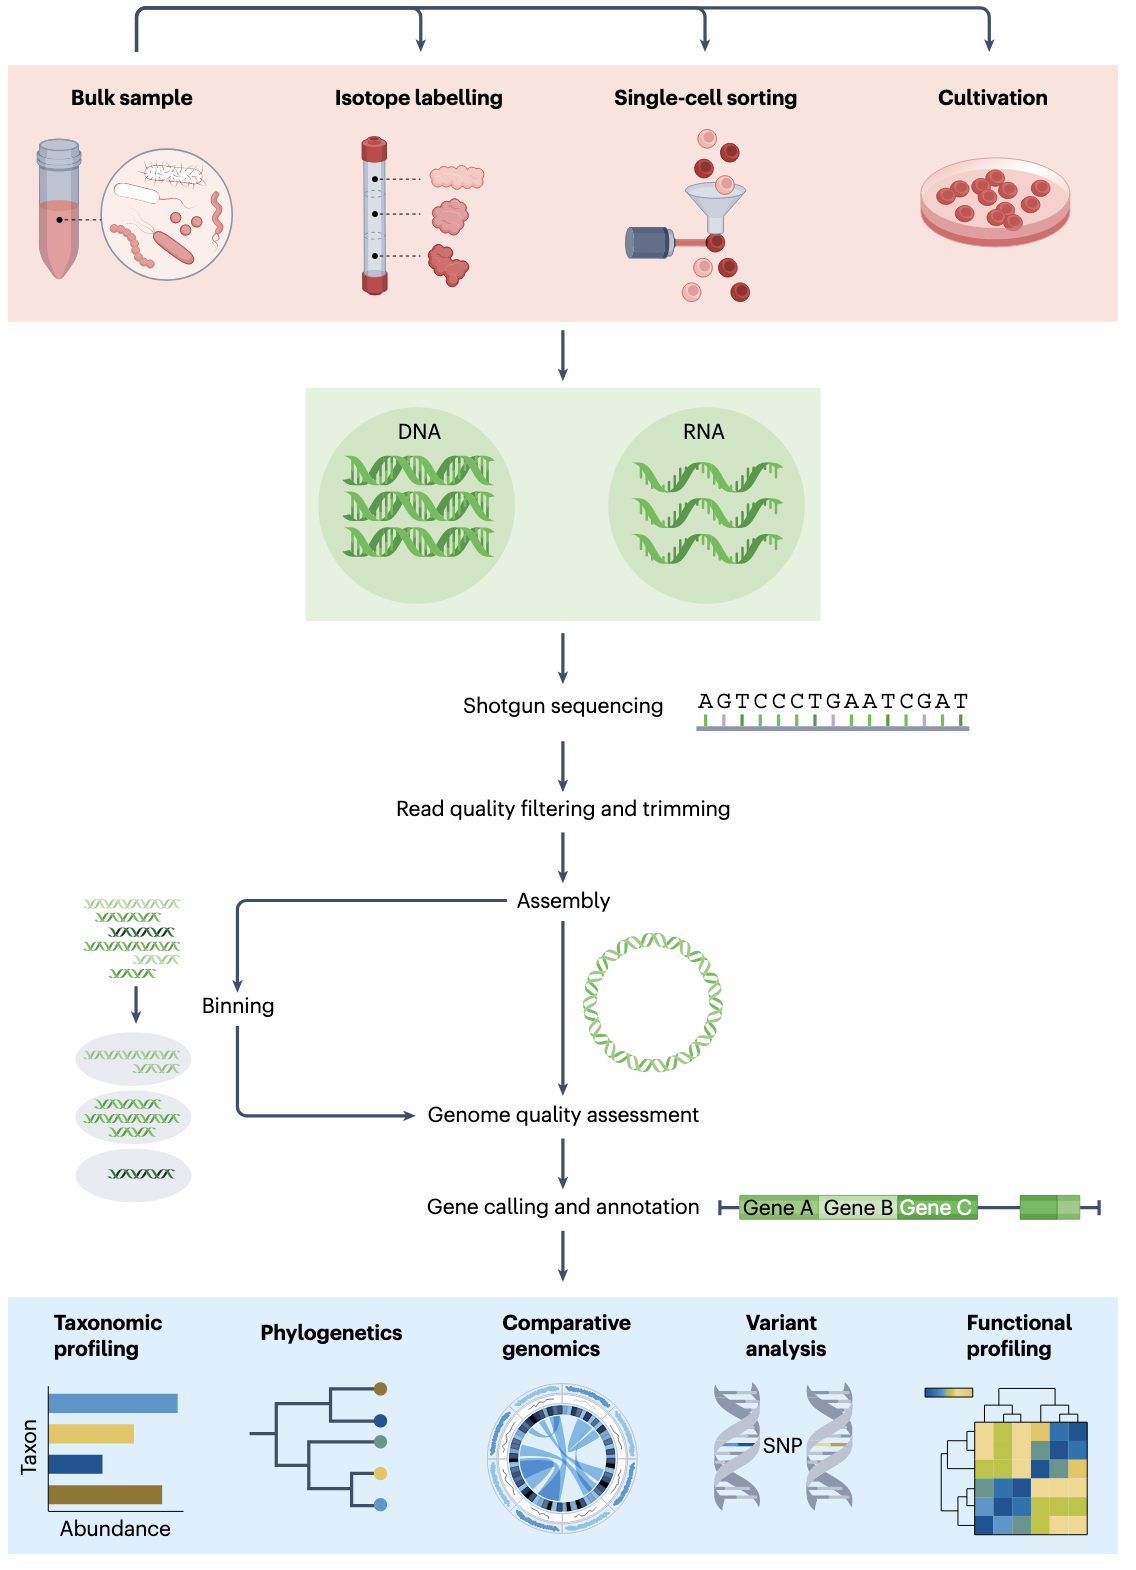 Bulk sample
Isotope labelling
Single-cell sorting
Cultivation
DNA
RNA
Shotgun sequencing
AGTCCCTGAATCGAT
Read quality filtering and trimming
Assembly
Binning
Genome quality assessment
Gene calling and annotation
Gene A
Gene B
Gene C
Taxonomic
profiling
Phylogenetics
Comparative
genomics
Variant
analysis
Functional
profiling
Taxon
Abundance
SNP